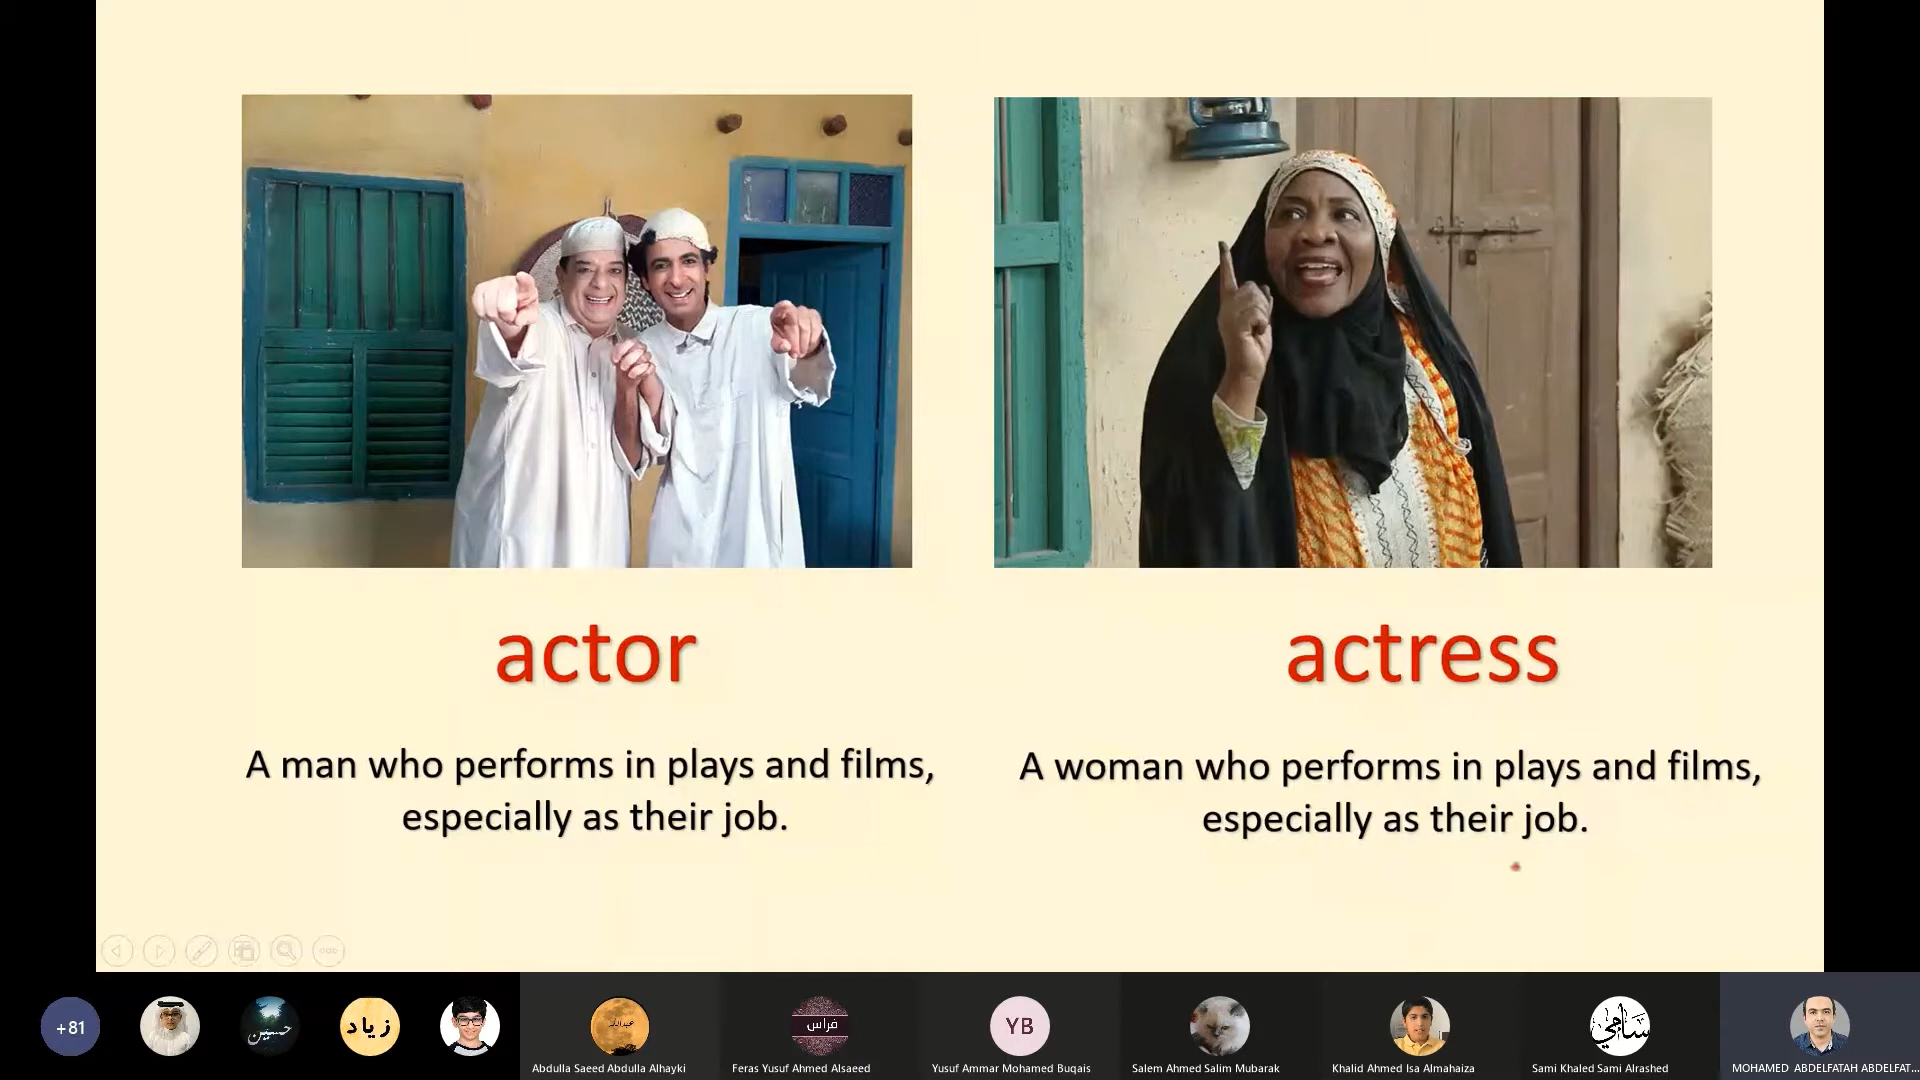 actor
actress
A man who performs in plays and films,
especially as their job.
A woman who performs in plays and films,
especially as their job.
+81
حسين
زياد
عبدالله
فراس
YB
سامي
Abdulla Saeed Abdulla Alhayki
Feras Yusuf Ahmed Alsaeed
Yusuf Ammar Mohamed Buqais
Salem Ahmed Salim Mubarak
Khalid Ahmed Isa Almahaiza
Sami Khaled Sami Alrashed
MOHAMED ABDELFATAH ABDELFAT...